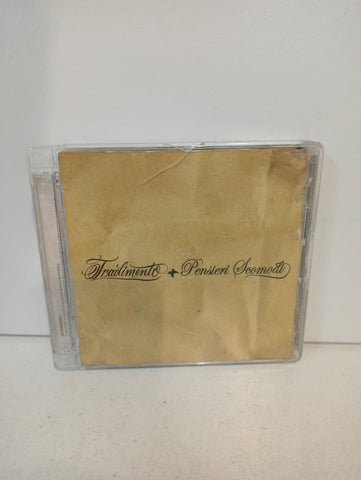 Tradimento + Pensieri Scomodi